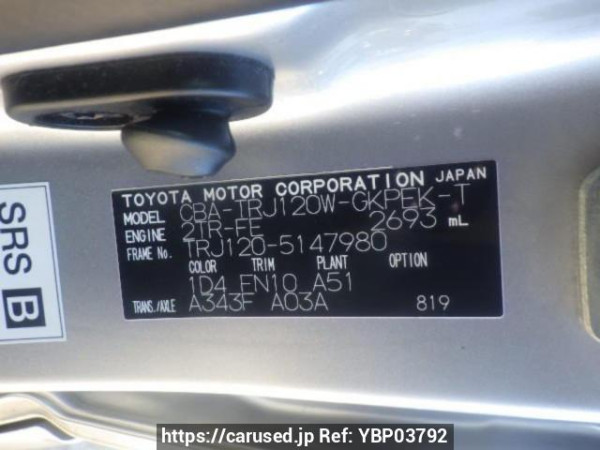 TOYOTA MOTOR CORPORATION JAPAN
MODEL CBA-TRJ120W-GKPEK-T
ENGINE 2TR-FE 2693 mL
FRAME No. TRJ120-5147980
COLOR TRIM PLANT OPTION
1D4 FN10 A51
TRANS./AXLE A343F A03A 819
SRS B
https://carused.jp Ref: YBP03792